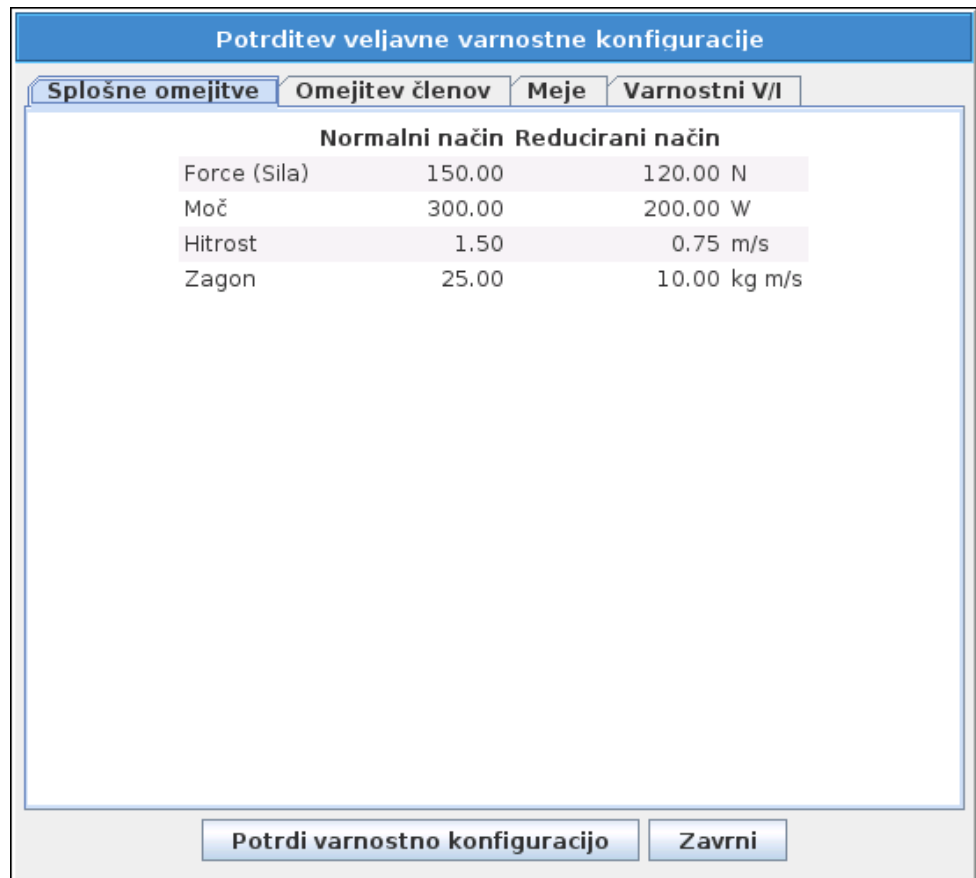 Potrditev veljavne varnostne konfiguracije
Splošne omejitve Omejitev členov Meje Varnostni V/I
Normalni način Reducirani način
Force (Sila) 150.00 120.00 N
Moč 300.00 200.00 W
Hitrost 1.50 0.75 m/s
Zagon 25.00 10.00 kg m/s
Potrdi varnostno konfiguracijo Zavrni